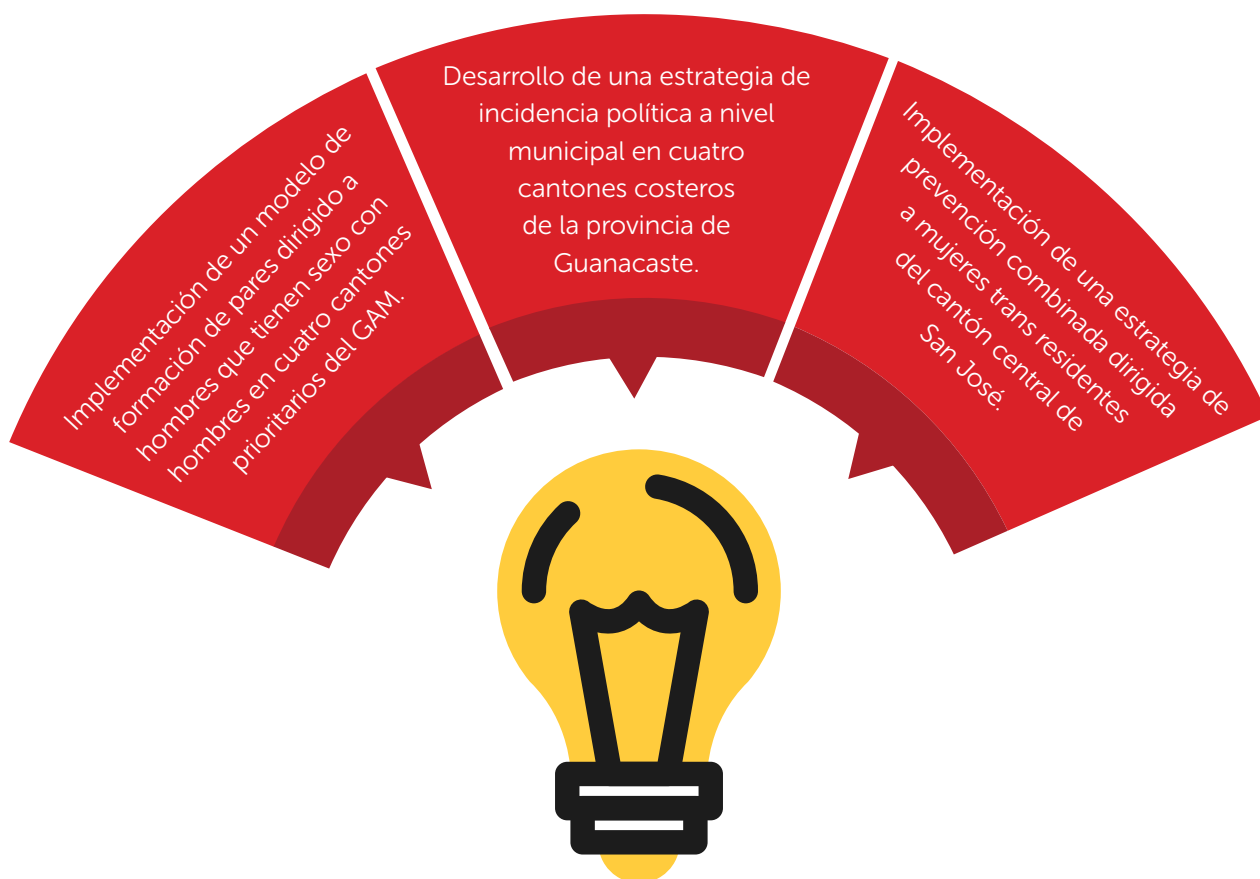 Implementación de un modelo de
formación de pares dirigido a
hombres que tienen sexo con
hombres en cuatro cantones
prioritarios del GAM.
Desarrollo de una estrategia de
incidencia política a nivel
municipal en cuatro
cantones costeros
de la provincia de
Guanacaste.
Implementación de una estrategia de
prevención combinada dirigida
a mujeres trans residentes
del cantón central de
San José.